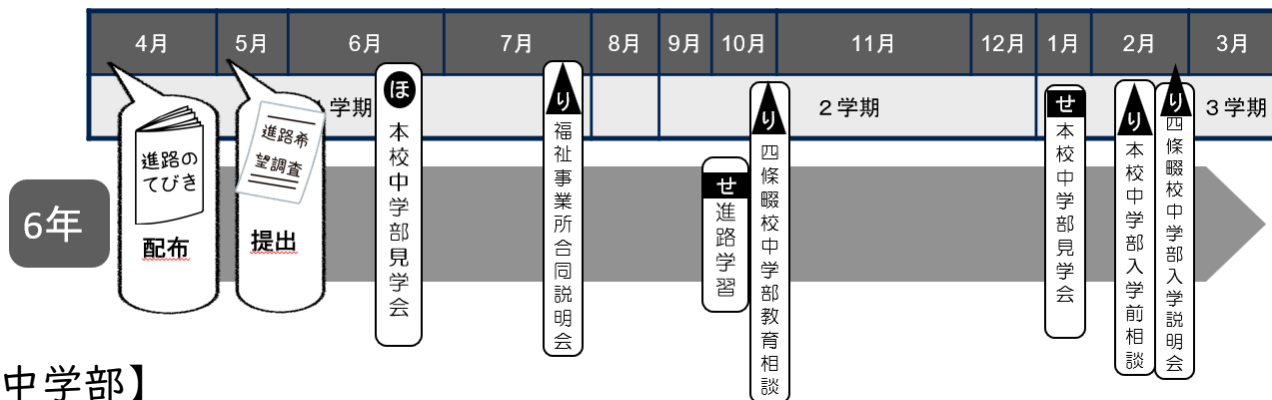 4月
5月
6月
7月
8月
9月
10月
11月
12月
1月
2月
3月
学期
2学期
3学期
6年
進路の
てびき
配布
進路希
望調査
提出
ほ
本校中学部見学会
り
福祉事業所合同説明会
せ
進路学習
り
四條畷校中学部教育相談
せ
本校中学部見学会
り
本校中学部入学前相談
り
四條畷校中学部入学説明会
中学部】